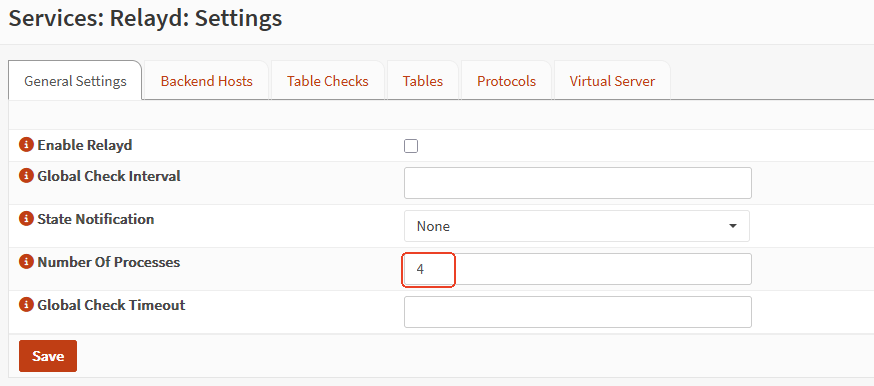 Services: Relayd: Settings
General Settings
Backend Hosts
Table Checks
Tables
Protocols
Virtual Server
Enable Relayd
Global Check Interval
State Notification
None
Number Of Processes
4
Global Check Timeout
Save